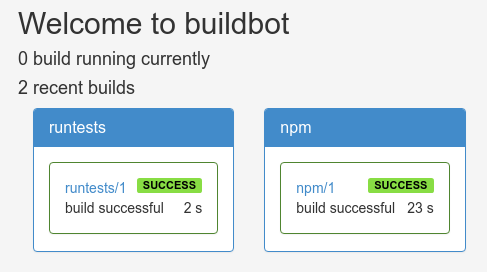 Welcome to buildbot
0 build running currently
2 recent builds
runtests
runtests/1 SUCCESS
build successful 2 s
npm
npm/1 SUCCESS
build successful 23 s